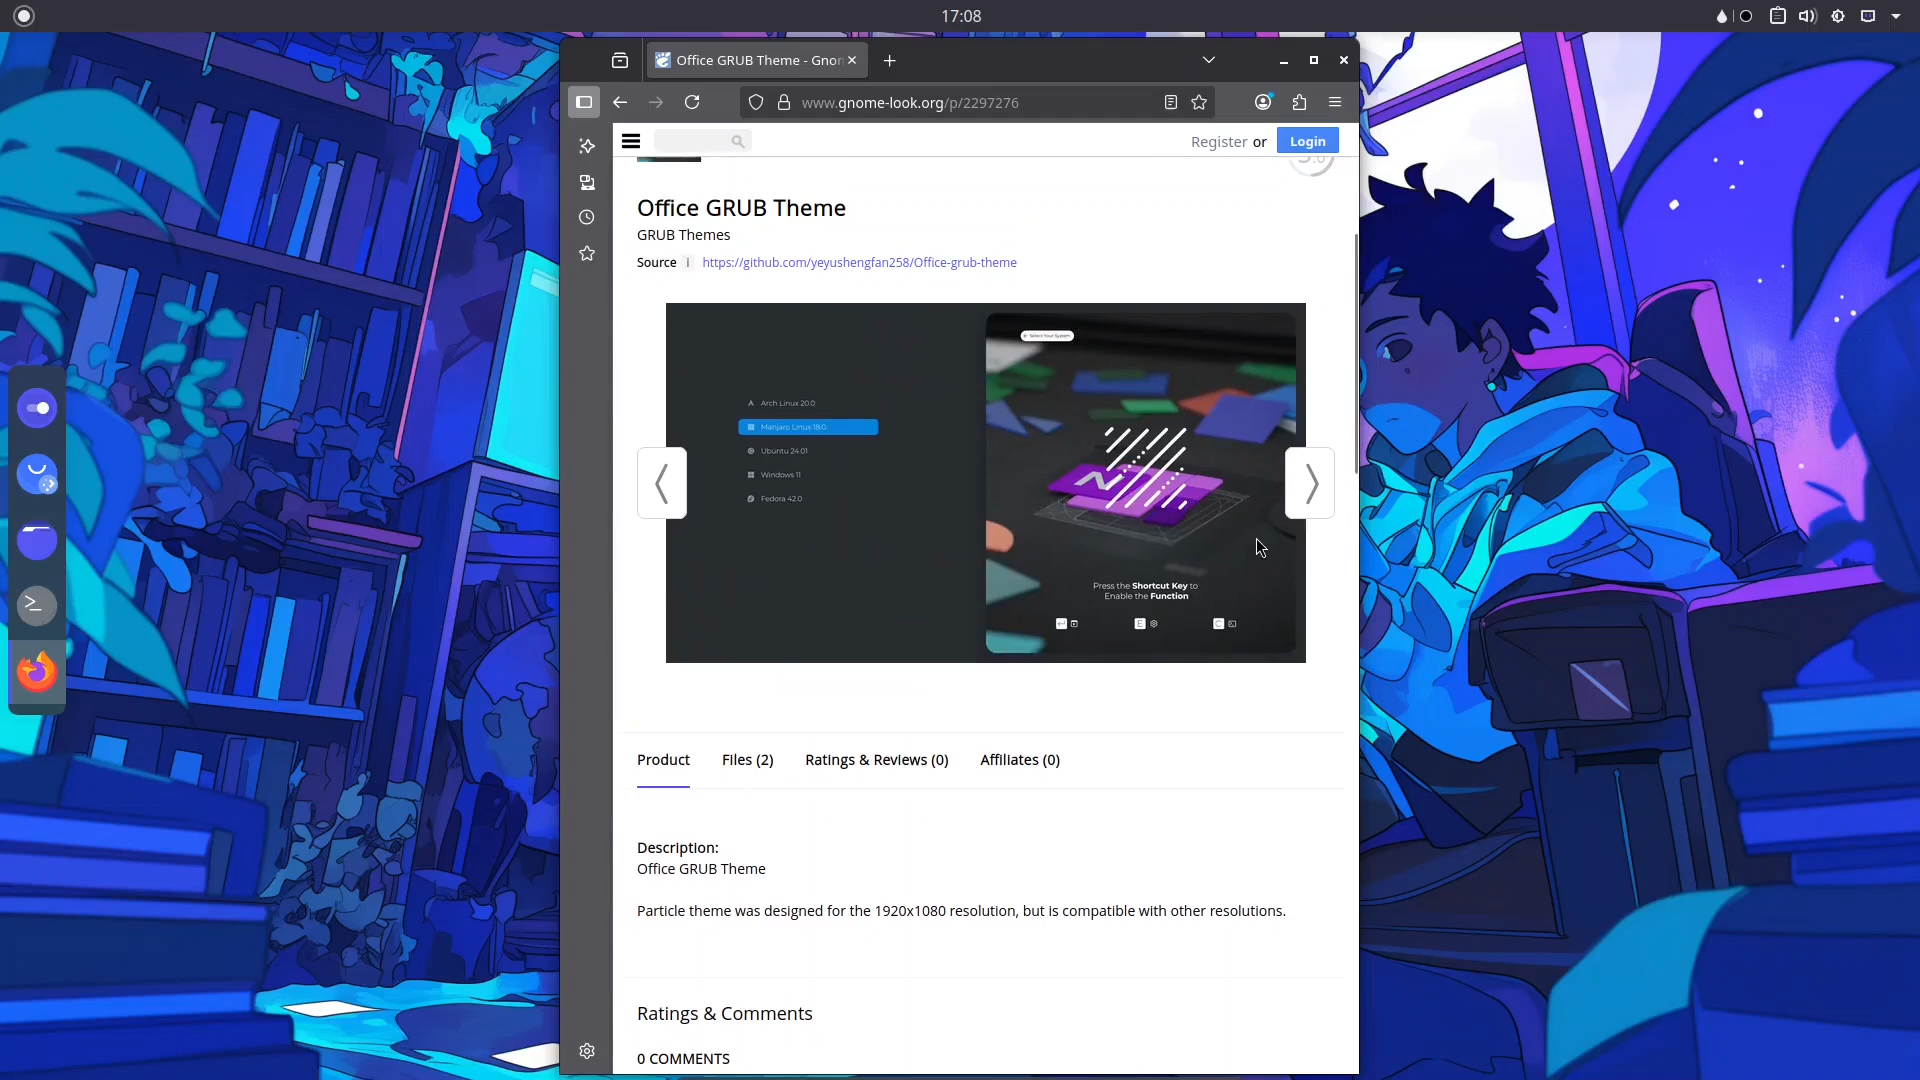 17:08
Office GRUB Theme - Gnom
www.gnome-look.org/p/2297276
Register or
Login
Office GRUB Theme
GRUB Themes
Source i https://github.com/yeyushengfan258/Office-grub-theme
Select Your System
Arch Linux 20.0
Manjaro Linux 18.0
Ubuntu 24.01
Windows 11
Fedora 42.0
Press the Shortcut Key to
Enable the Function
E
C
Product
Files (2)
Ratings & Reviews (0)
Affiliates (0)
Description:
Office GRUB Theme
Particle theme was designed for the 1920x1080 resolution, but is compatible with other resolutions.
Ratings & Comments
0 COMMENTS